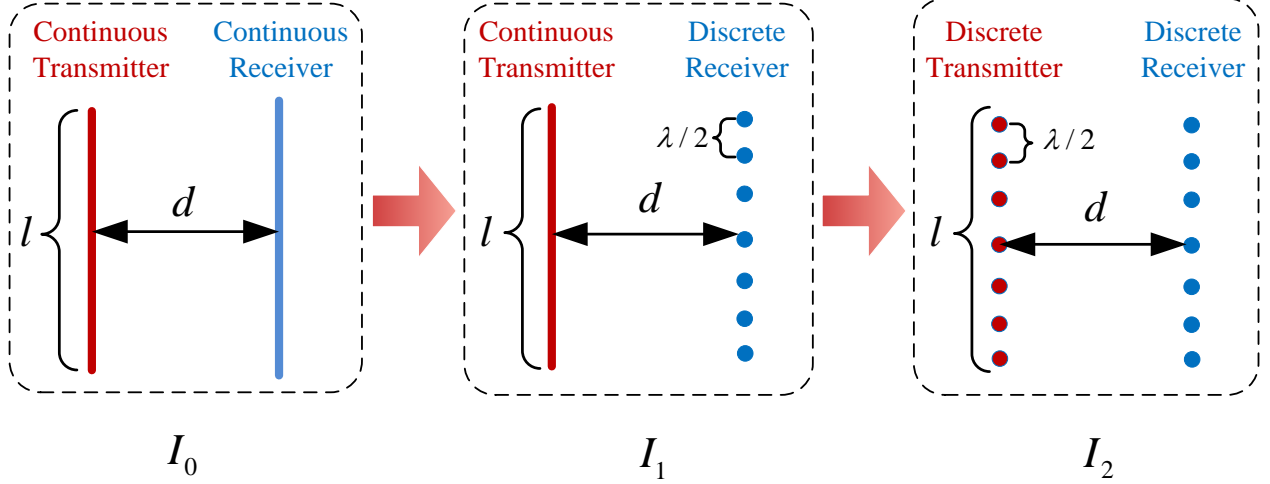 Continuous
Transmitter
Continuous
Receiver
l
d
I₀
Continuous
Transmitter
Discrete
Receiver
λ / 2
l
d
I₁
Discrete
Transmitter
Discrete
Receiver
λ / 2
l
d
I₂